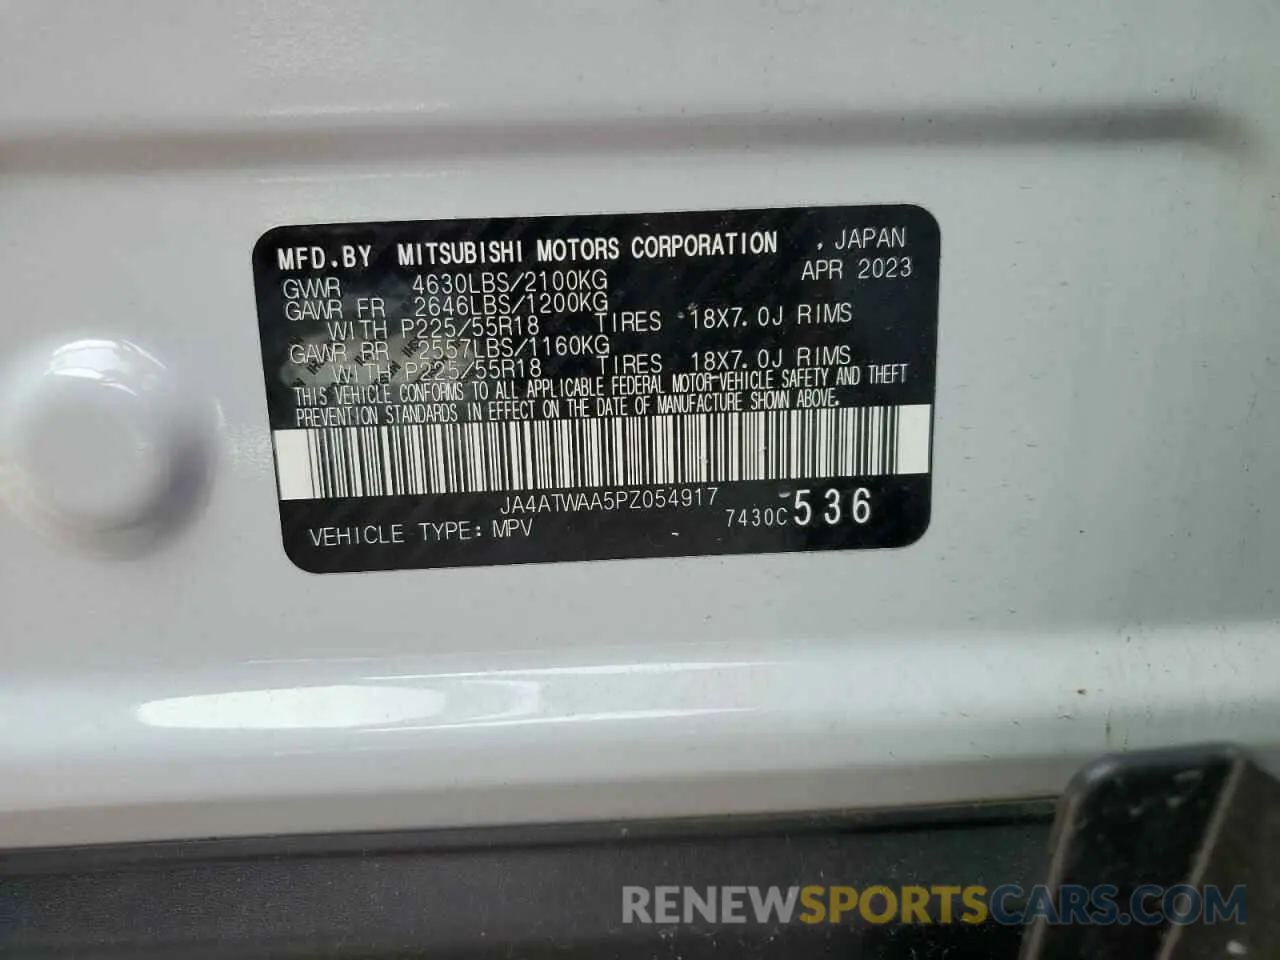 MFD.BY MITSUBISHI MOTORS CORPORATION , JAPAN
APR 2023
GVWR 4630LBS/2100KG
GAWR FR 2646LBS/1200KG
WITH P225/55R18 TIRES 18X7.0J RIMS
GAWR RR 2557LBS/1160KG
WITH P225/55R18 TIRES 18X7.0J RIMS
THIS VEHICLE CONFORMS TO ALL APPLICABLE FEDERAL MOTOR VEHICLE SAFETY AND THEFT
PREVENTION STANDARDS IN EFFECT ON THE DATE OF MANUFACTURE SHOWN ABOVE.
JA4ATWAA5PZ054917
7430C 536
VEHICLE TYPE: MPV
RENEWSPORTSCARS.COM